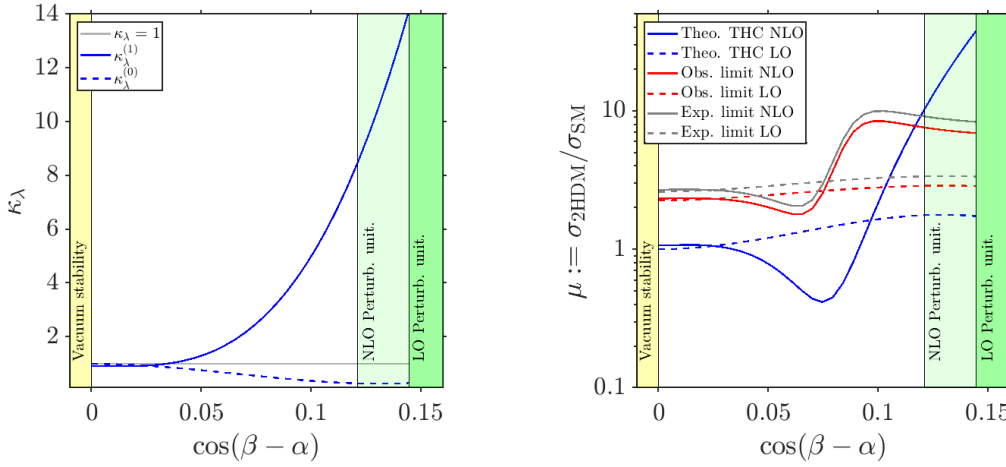 14
12
10
8
6
4
2
κλ
κλ = 1
κλ^(1)
κλ^(0)
Vacuum stability
NLO Perturb. unit.
LO Perturb. unit.
0
0.05
0.1
0.15
cos(β − α)
10
1
0.1
μ := σ2HDM/σSM
Theo. THC NLO
Theo. THC LO
Obs. limit NLO
Obs. limit LO
Exp. limit NLO
Exp. limit LO
Vacuum stability
NLO Perturb. unit.
LO Perturb. unit.
0
0.05
0.1
0.15
cos(β − α)